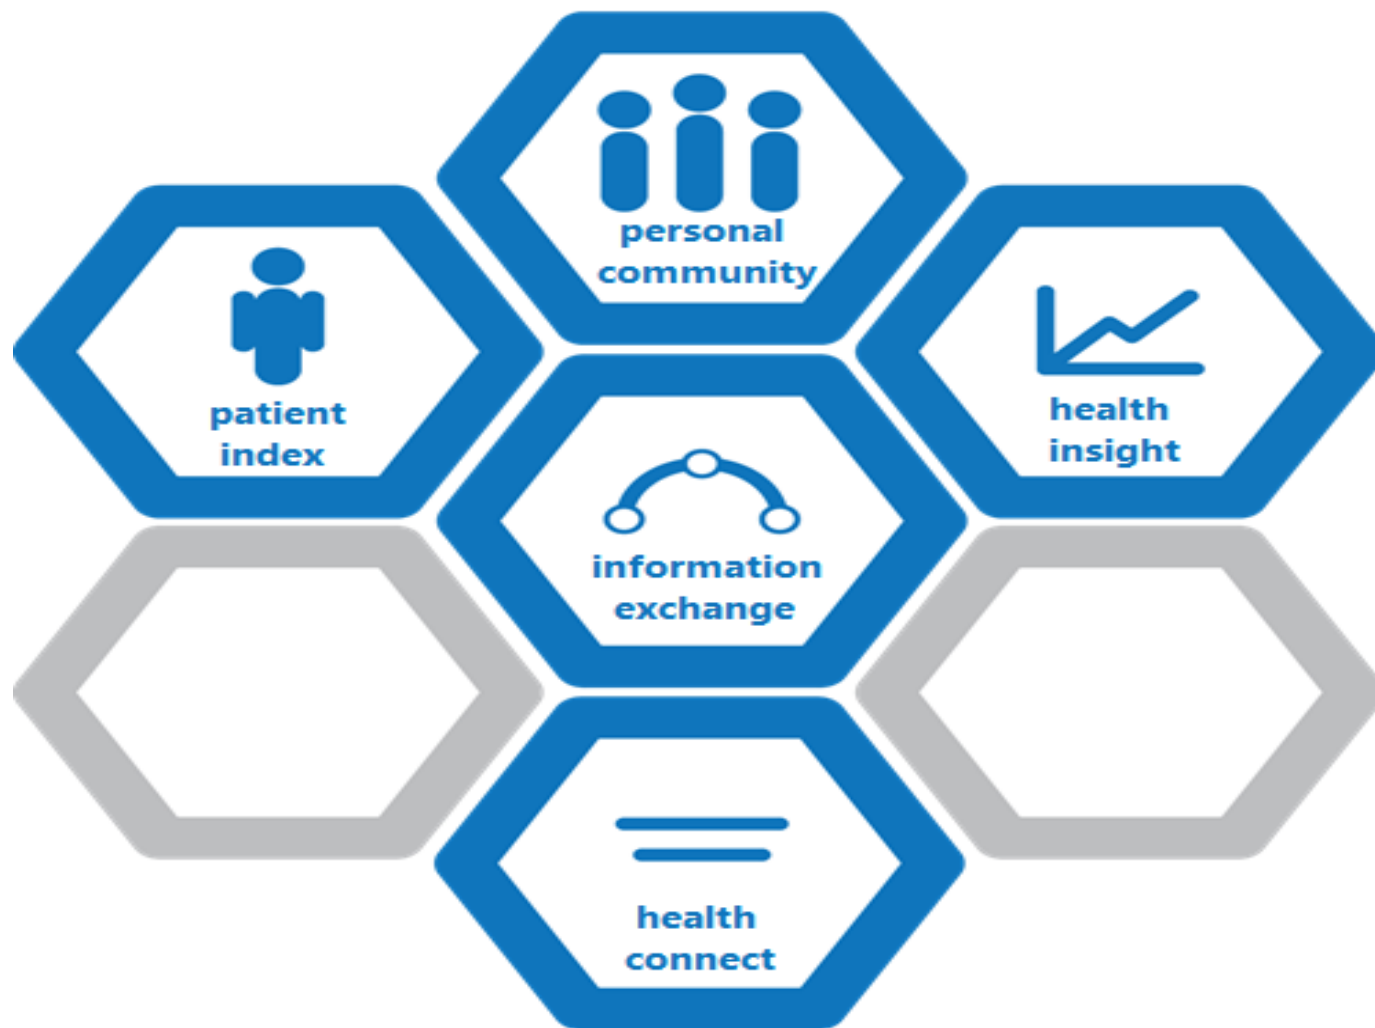 personal
community
patient
index
health
insight
information
exchange
health
connect